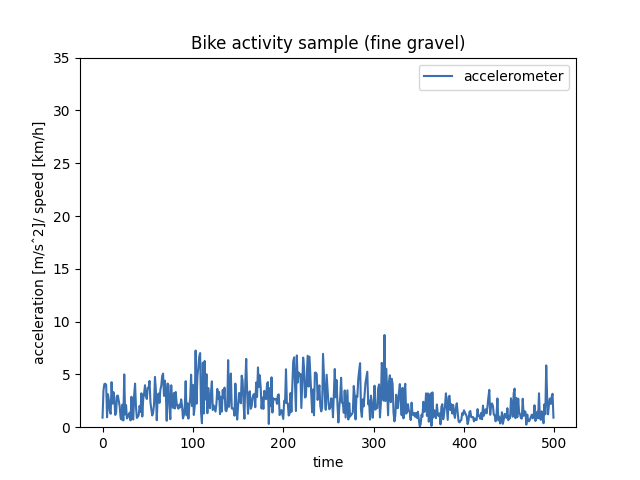 Bike activity sample (fine gravel)
accelerometer
acceleration [m/s^2]/ speed [km/h]
35
30
25
20
15
10
5
0
0 100 200 300 400 500
time